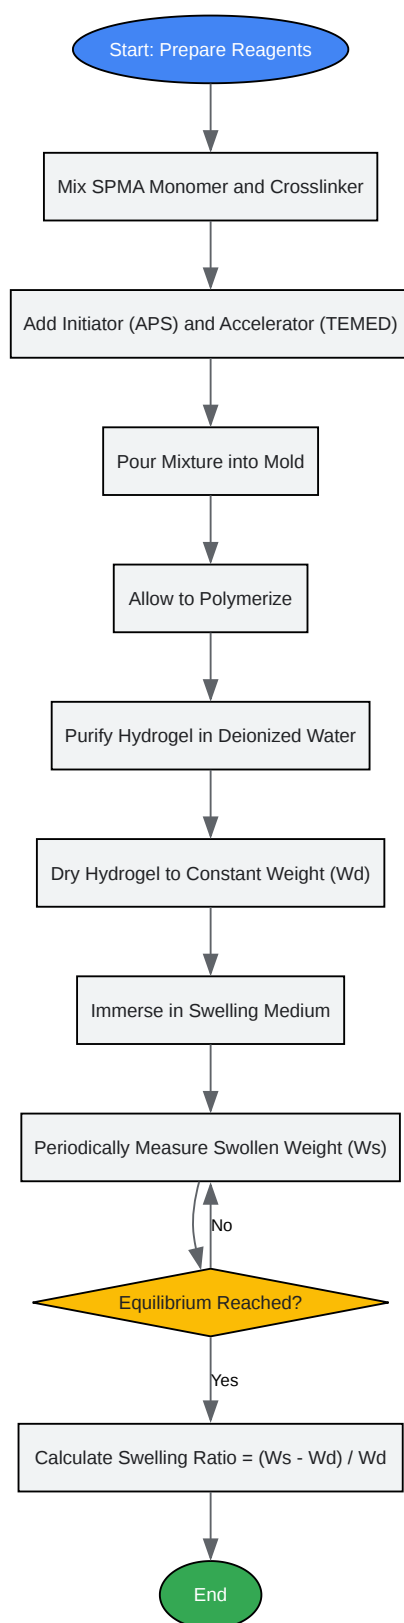 Start: Prepare Reagents
Mix SPMA Monomer and Crosslinker
Add Initiator (APS) and Accelerator (TEMED)
Pour Mixture into Mold
Allow to Polymerize
Purify Hydrogel in Deionized Water
Dry Hydrogel to Constant Weight (Wd)
Immerse in Swelling Medium
Periodically Measure Swollen Weight (Ws)
No
Equilibrium Reached?
Yes
Calculate Swelling Ratio = (Ws - Wd) / Wd
End